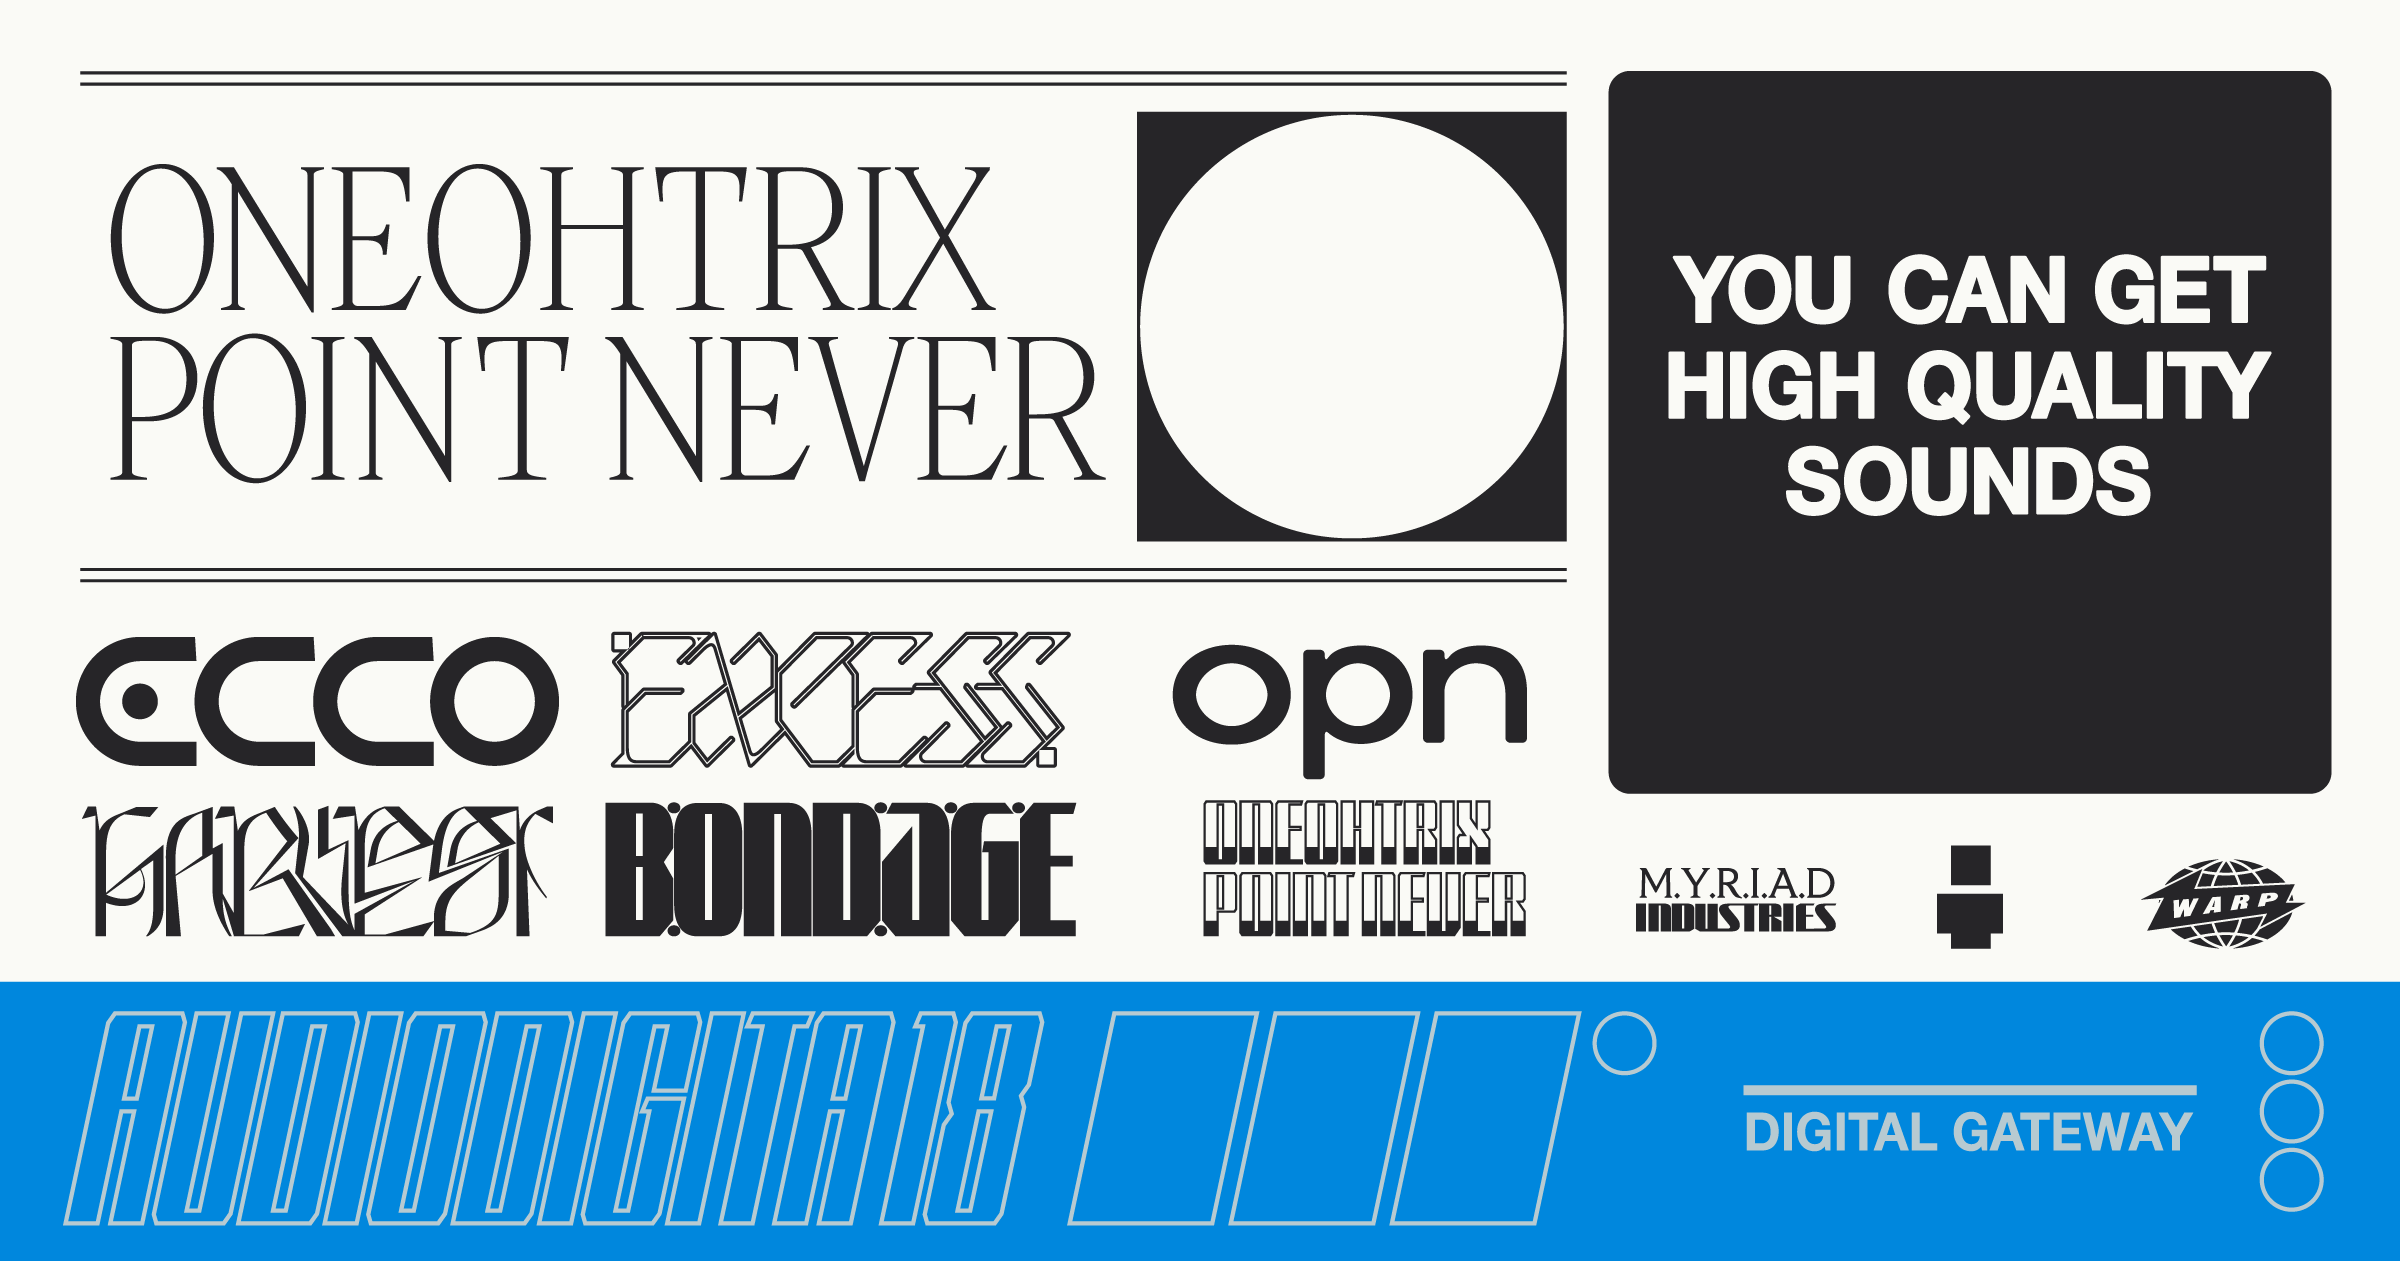 ONEOHTRIX
POINT NEVER
YOU CAN GET
HIGH QUALITY
SOUNDS
ECCO
EXCESS
opn
BONDAGE
ONEOHTRIX
POINT NEVER
M.Y.R.I.A.D
INDUSTRIES
WARP
DIGITAL GATEWAY